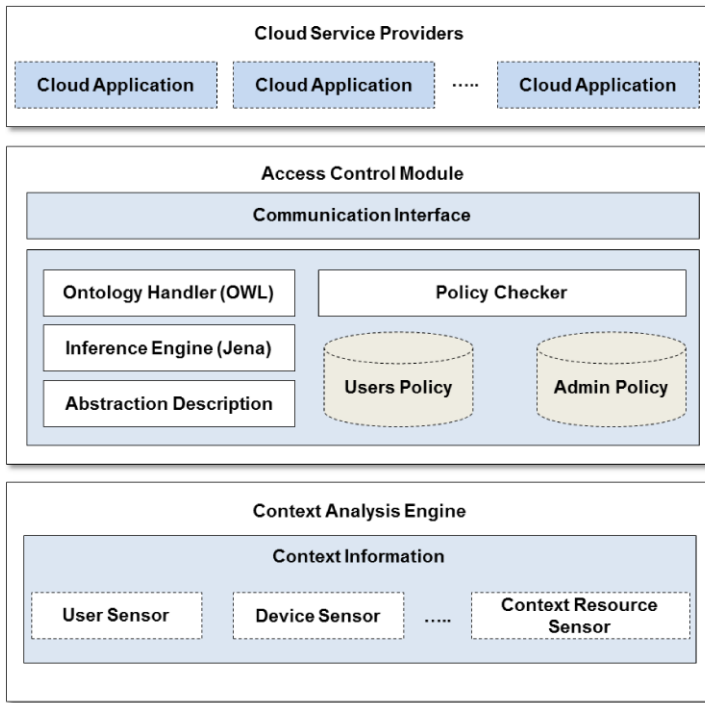 Cloud Service Providers
Cloud Application Cloud Application ..... Cloud Application
Access Control Module
Communication Interface
Ontology Handler (OWL) Policy Checker
Inference Engine (Jena)
Users Policy Admin Policy
Abstraction Description
Context Analysis Engine
Context Information
User Sensor Device Sensor ..... Context Resource
Sensor